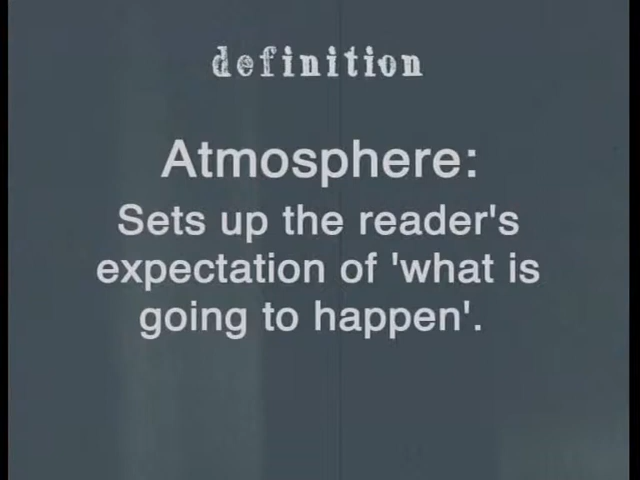 definition
Atmosphere:
Sets up the reader's
expectation of 'what is
going to happen'.